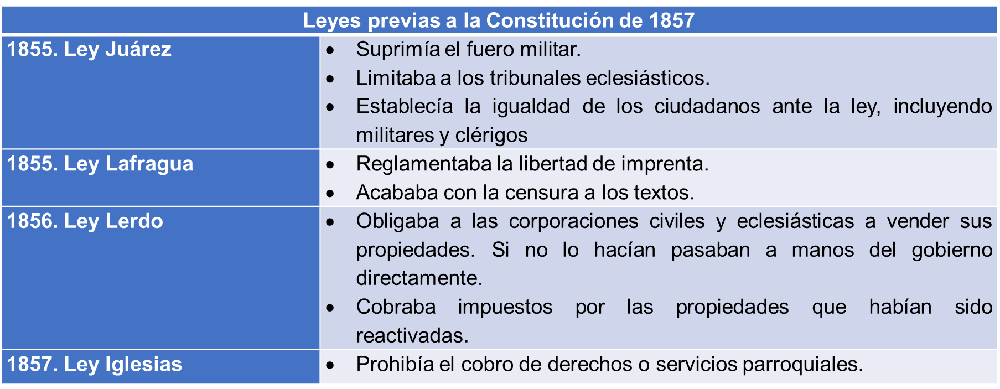 Leyes previas a la Constitución de 1857
1855. Ley Juárez
• Suprimía el fuero militar.
• Limitaba a los tribunales eclesiásticos.
• Establecía la igualdad de los ciudadanos ante la ley, incluyendo
militares y clérigos
1855. Ley Lafragua
• Reglamentaba la libertad de imprenta.
• Acababa con la censura a los textos.
1856. Ley Lerdo
• Obligaba a las corporaciones civiles y eclesiásticas a vender sus
propiedades. Si no lo hacían pasaban a manos del gobierno
directamente.
• Cobraba impuestos por las propiedades que habían sido
reactivadas.
1857. Ley Iglesias
• Prohibía el cobro de derechos o servicios parroquiales.